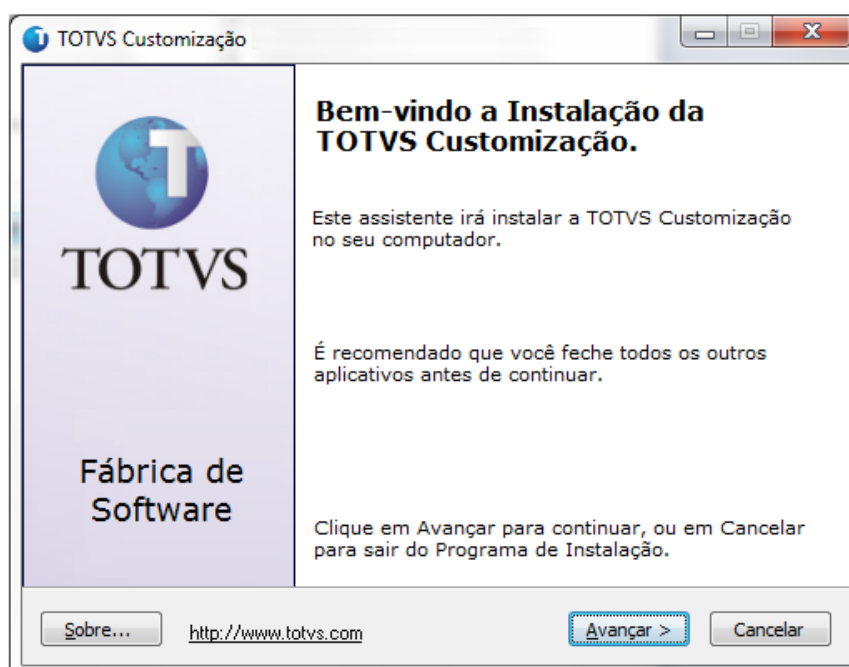 TOTVS Customização
T
TOTVS
Fábrica de
Software
Bem-vindo a Instalação da
TOTVS Customização.
Este assistente irá instalar a TOTVS Customização
no seu computador.
É recomendado que você feche todos os outros
aplicativos antes de continuar.
Clique em Avançar para continuar, ou em Cancelar
para sair do Programa de Instalação.
Sobre...
http://www.totvs.com
Avançar >
Cancelar